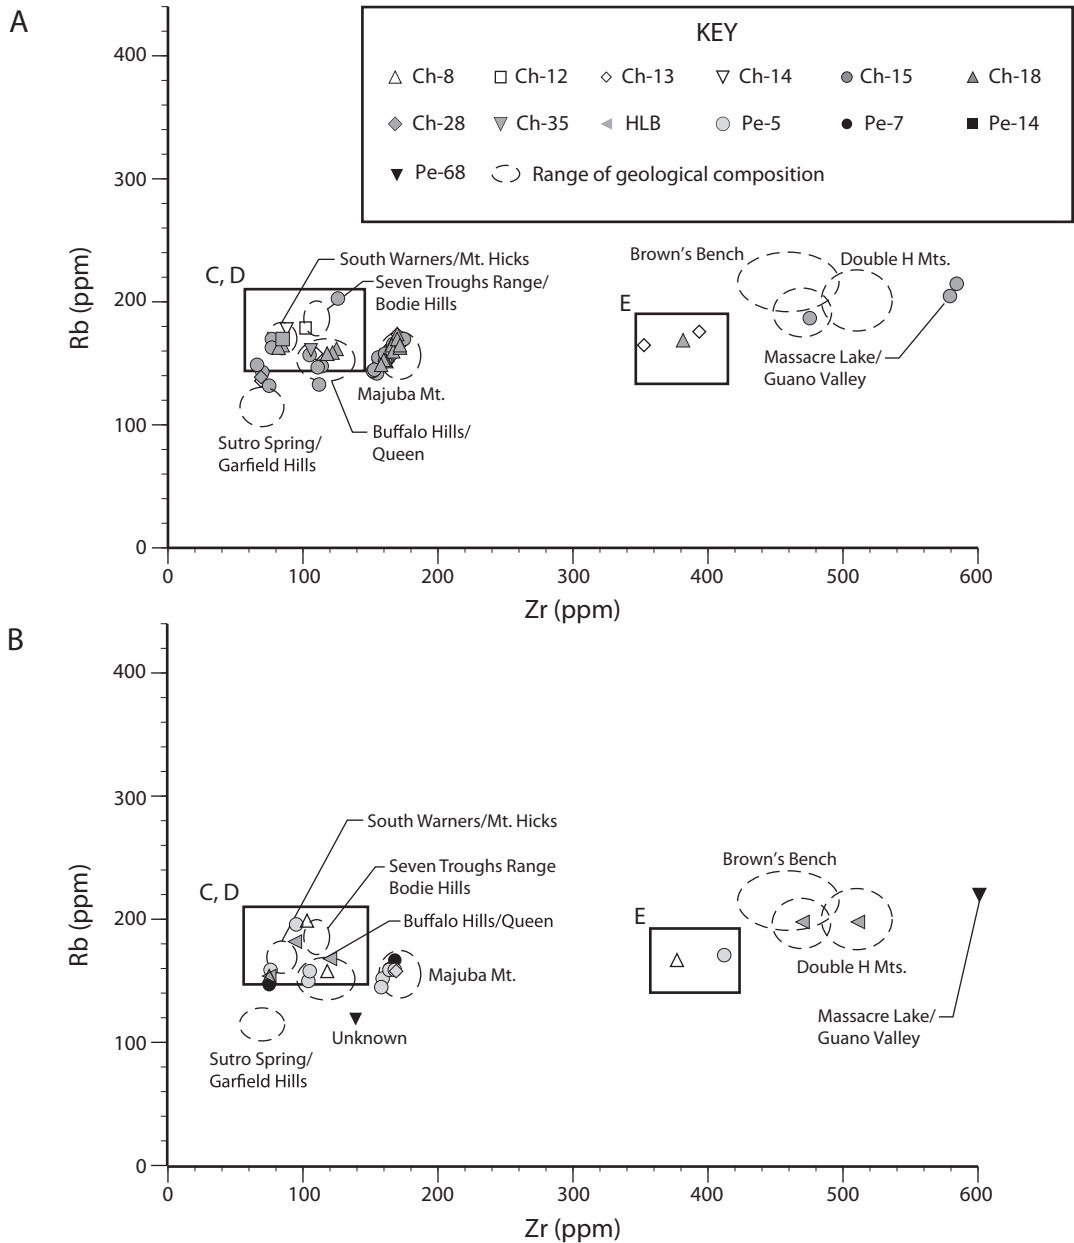 A
KEY
Ch-8 Ch-12 Ch-13 Ch-14 Ch-15 Ch-18
Ch-28 Ch-35 HLB Pe-5 Pe-7 Pe-14
Pe-68 Range of geological composition
400
300
200
100
0
Rb (ppm)
South Warners/Mt. Hicks
Seven Troughs Range/
Bodie Hills
C, D
Majuba Mt.
Buffalo Hills/
Queen
Sutro Spring/
Garfield Hills
Brown's Bench
Double H Mts.
E
Massacre Lake/
Guano Valley
0 100 200 300 400 500 600
Zr (ppm)
B
400
300
200
100
0
Rb (ppm)
South Warners/Mt. Hicks
Seven Troughs Range
Bodie Hills
C, D
Buffalo Hills/Queen
Majuba Mt.
Unknown
Sutro Spring/
Garfield Hills
Brown's Bench
E
Double H Mts.
Massacre Lake/
Guano Valley
0 100 200 300 400 500 600
Zr (ppm)